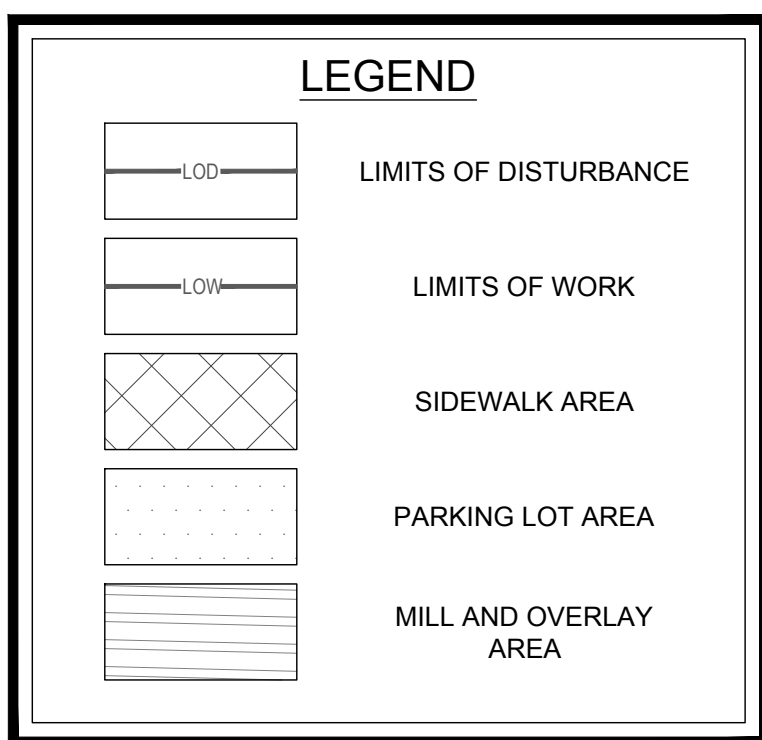 LEGEND
LOD
LIMITS OF DISTURBANCE
LOW
LIMITS OF WORK
SIDEWALK AREA
PARKING LOT AREA
MILL AND OVERLAY
AREA